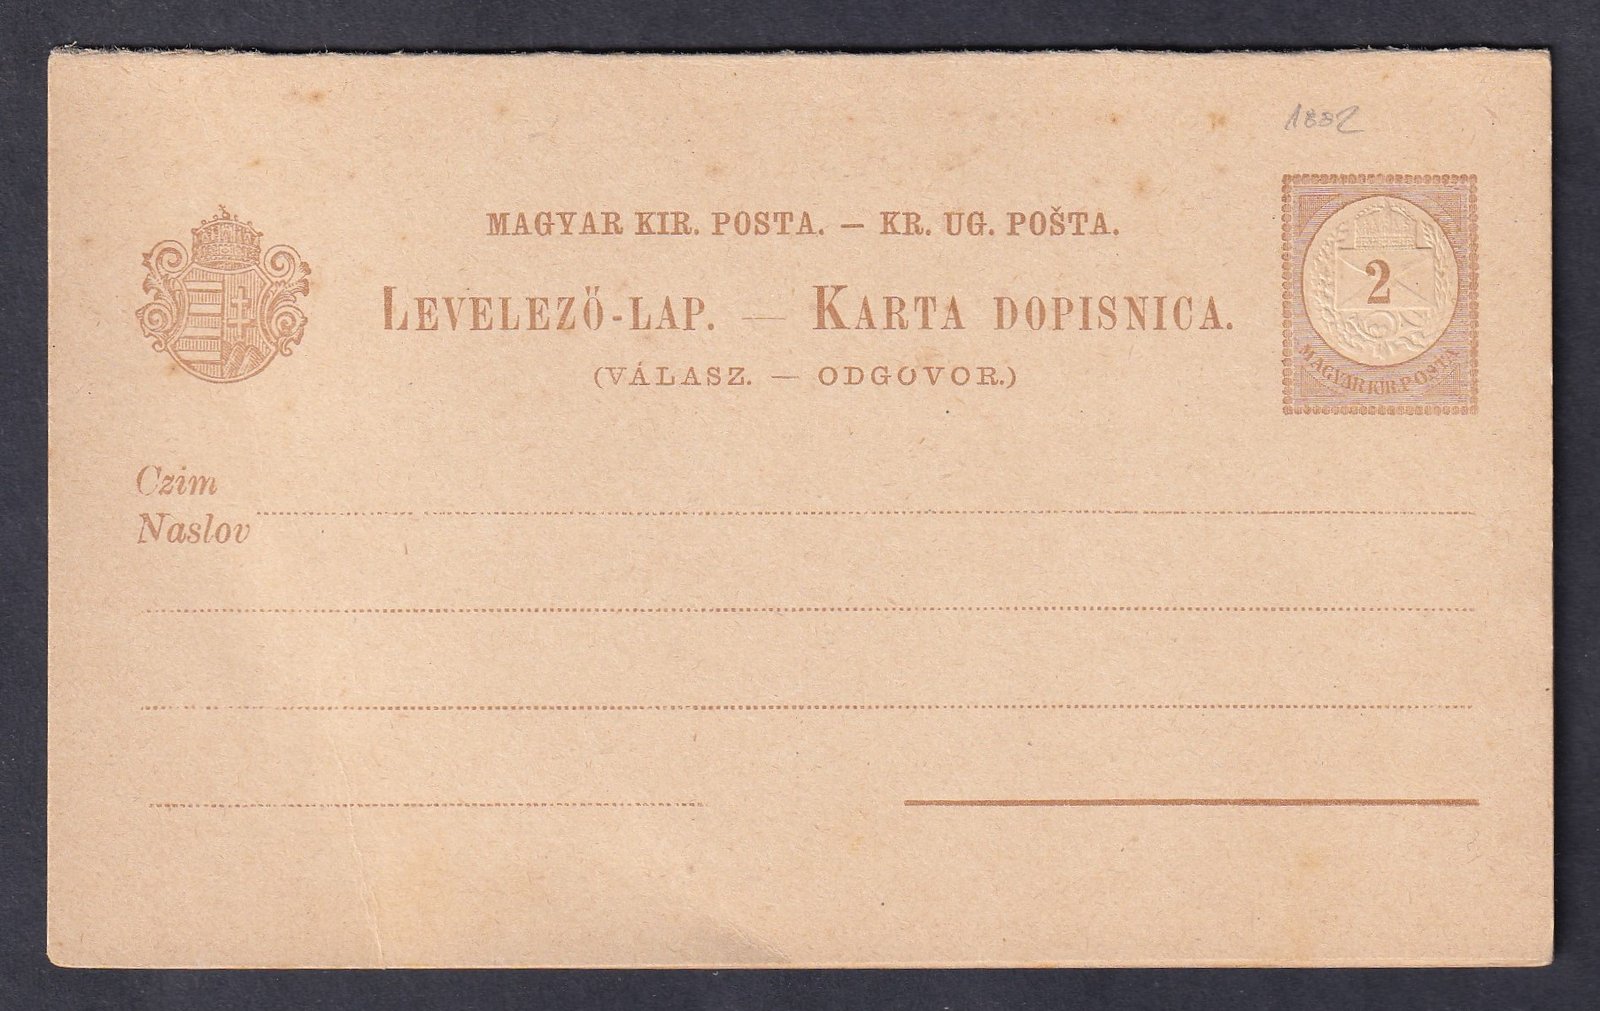 1882
MAGYAR KIR. POSTA. — KR. UG. POŠTA.
LEVELEZŐ-LAP. — KARTA DOPISNICA.
(VÁLASZ. — ODGOVOR.)
2
MAGYAR KIR. POSTA
Czim
Naslov